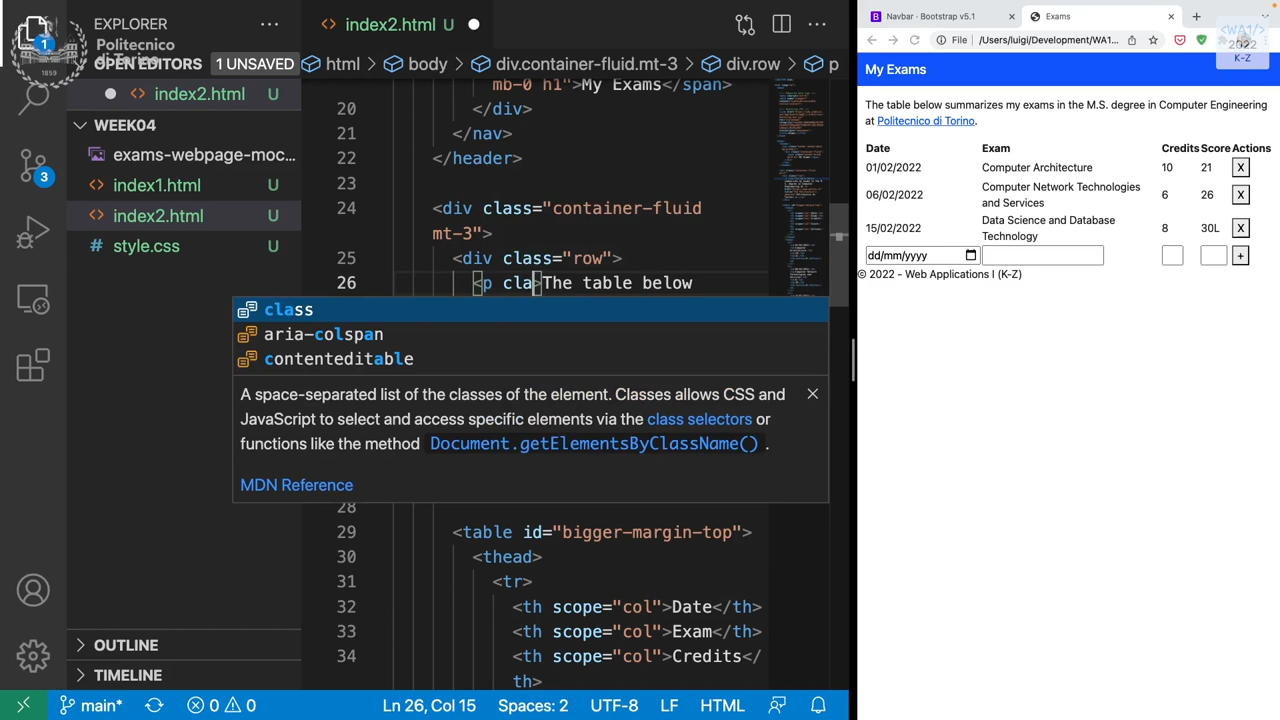 EXPLORER
Politecnico
1859
OPEN EDITORS
1 UNSAVED
index2.html U
WEEK04
exams-webpage-moc...
index1.html U
index2.html U
style.css U
1
3
OUTLINE
TIMELINE
index2.html U
html > body > div.container-fluid.mt-3 > div.row > p
mb-0 h1">My Exams</span>
20 </div>
21 </nav>
22 </header>
23
24 <div class="container-fluid
mt-3">
25 <div class="row">
26 <p cla>The table below
class
aria-colspan
contenteditable
A space-separated list of the classes of the element. Classes allows CSS and
JavaScript to select and access specific elements via the class selectors or
functions like the method Document.getElementsByClassName().
MDN Reference
28
29 <table id="bigger-margin-top">
30 <thead>
31 <tr>
32 <th scope="col">Date</th>
33 <th scope="col">Exam</th>
34 <th scope="col">Credits</
th>
main* 0 0 Ln 26, Col 15 Spaces: 2 UTF-8 LF HTML
Navbar · Bootstrap v5.1
Exams
File /Users/luigi/Development/WA1...
<WA1>
2022
K-Z
My Exams
The table below summarizes my exams in the M.S. degree in Computer Engineering
at Politecnico di Torino.
Date Exam Credits Score Actions
01/02/2022 Computer Architecture 10 21 X
06/02/2022 Computer Network Technologies
and Services 6 26 X
15/02/2022 Data Science and Database
Technology 8 30L X
dd/mm/yyyy +
© 2022 - Web Applications I (K-Z)